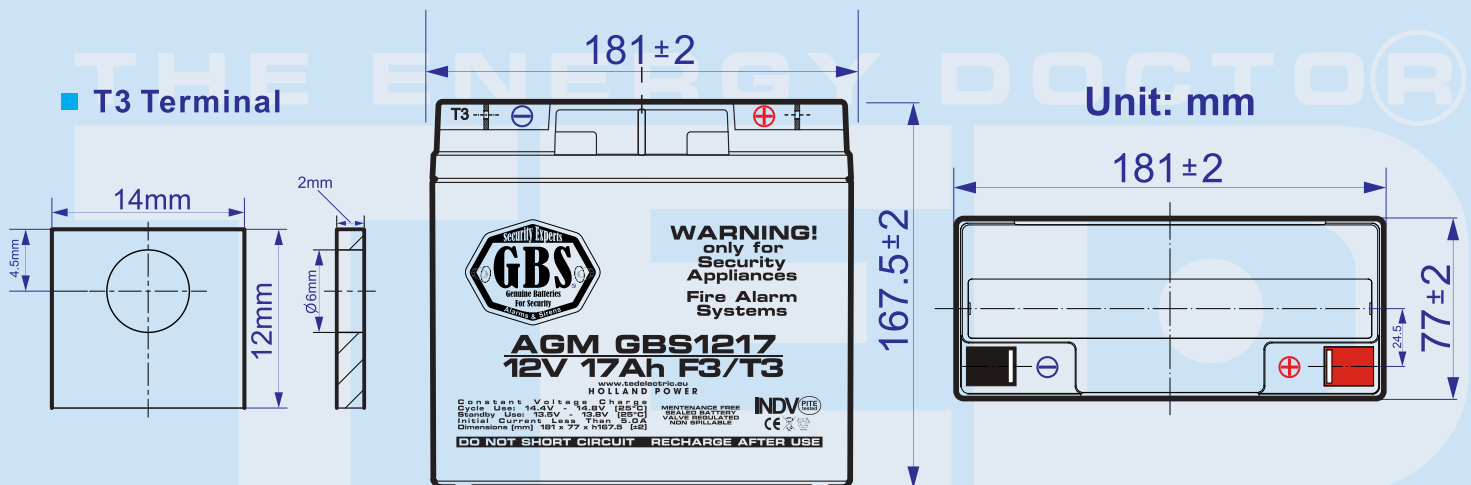 THE ENERGY DOCTOR®
T3 Terminal
14mm
4.5mm
12mm
2mm
Ø6mm
181±2
T3
167.5±2
security Experts
GBS
Genuine Batteries
For Security
Alarms & Sirens
WARNING!
only for
Security
Appliances
Fire Alarm
Systems
AGM GBS1217
12V 17Ah F3/T3
www.tedelectric.eu
HOLLAND POWER
Constant Voltage Charge
Cycle Use: 14.4V - 14.8V (25°C)
Standby Use: 13.5V - 13.8V (25°C)
Initial Current Less Than 5.0A
Dimensions (mm) 181 x 77 x h167.5 (±2)
MENTENANCE FREE
SEALED BATTERY
VALVE REGULATED
NON SPILLABLE
INDV
PITE
tested
CE
DO NOT SHORT CIRCUIT RECHARGE AFTER USE
Unit: mm
181±2
77±2
24.5